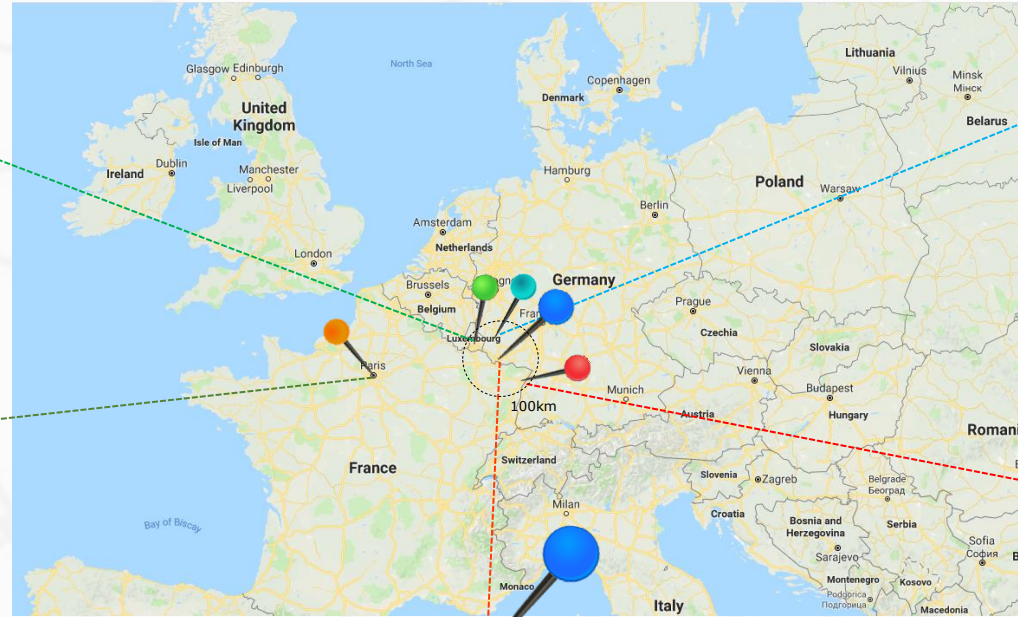 North Sea
Glasgow Edinburgh
United
Kingdom
Isle of Man
Ireland
Dublin
Manchester
Liverpool
London
Denmark
Copenhagen
Lithuania
Vilnius
Minsk
Мінск
Belarus
Hamburg
Poland
Warsaw
Berlin
Amsterdam
Netherlands
Brussels
Belgium
Germany
Prague
Czechia
Luxembourg
Paris
Slovakia
Vienna
Munich
Budapest
Hungary
100km
Austria
Romani
Switzerland
France
Slovenia
Zagreb
Belgrade
Београд
Croatia
Milan
Serbia
Bosnia and
Herzegovina
Bay of Biscay
Sofia
София
Sarajevo
Monaco
Montenegro
Kosovo
Podgorica
Подгорица
Italy
Macedonia